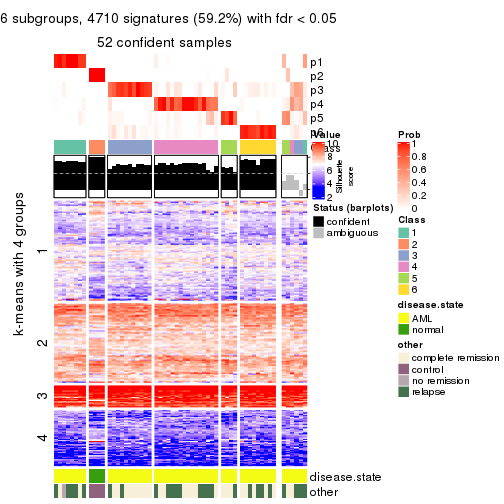 6 subgroups, 4710 signatures (59.2%) with fdr < 0.05
52 confident samples
p1
p2
p3
p4
p5
Value
10
8
6
4
2
Silhouette
score
Prob
1
0.8
0.6
0.4
0.2
0
Status (barplots)
confident
ambiguous
Class
1
2
3
4
5
6
disease.state
AML
normal
other
complete remission
control
no remission
relapse
k-means with 4 groups
1
2
3
4
disease.state
other